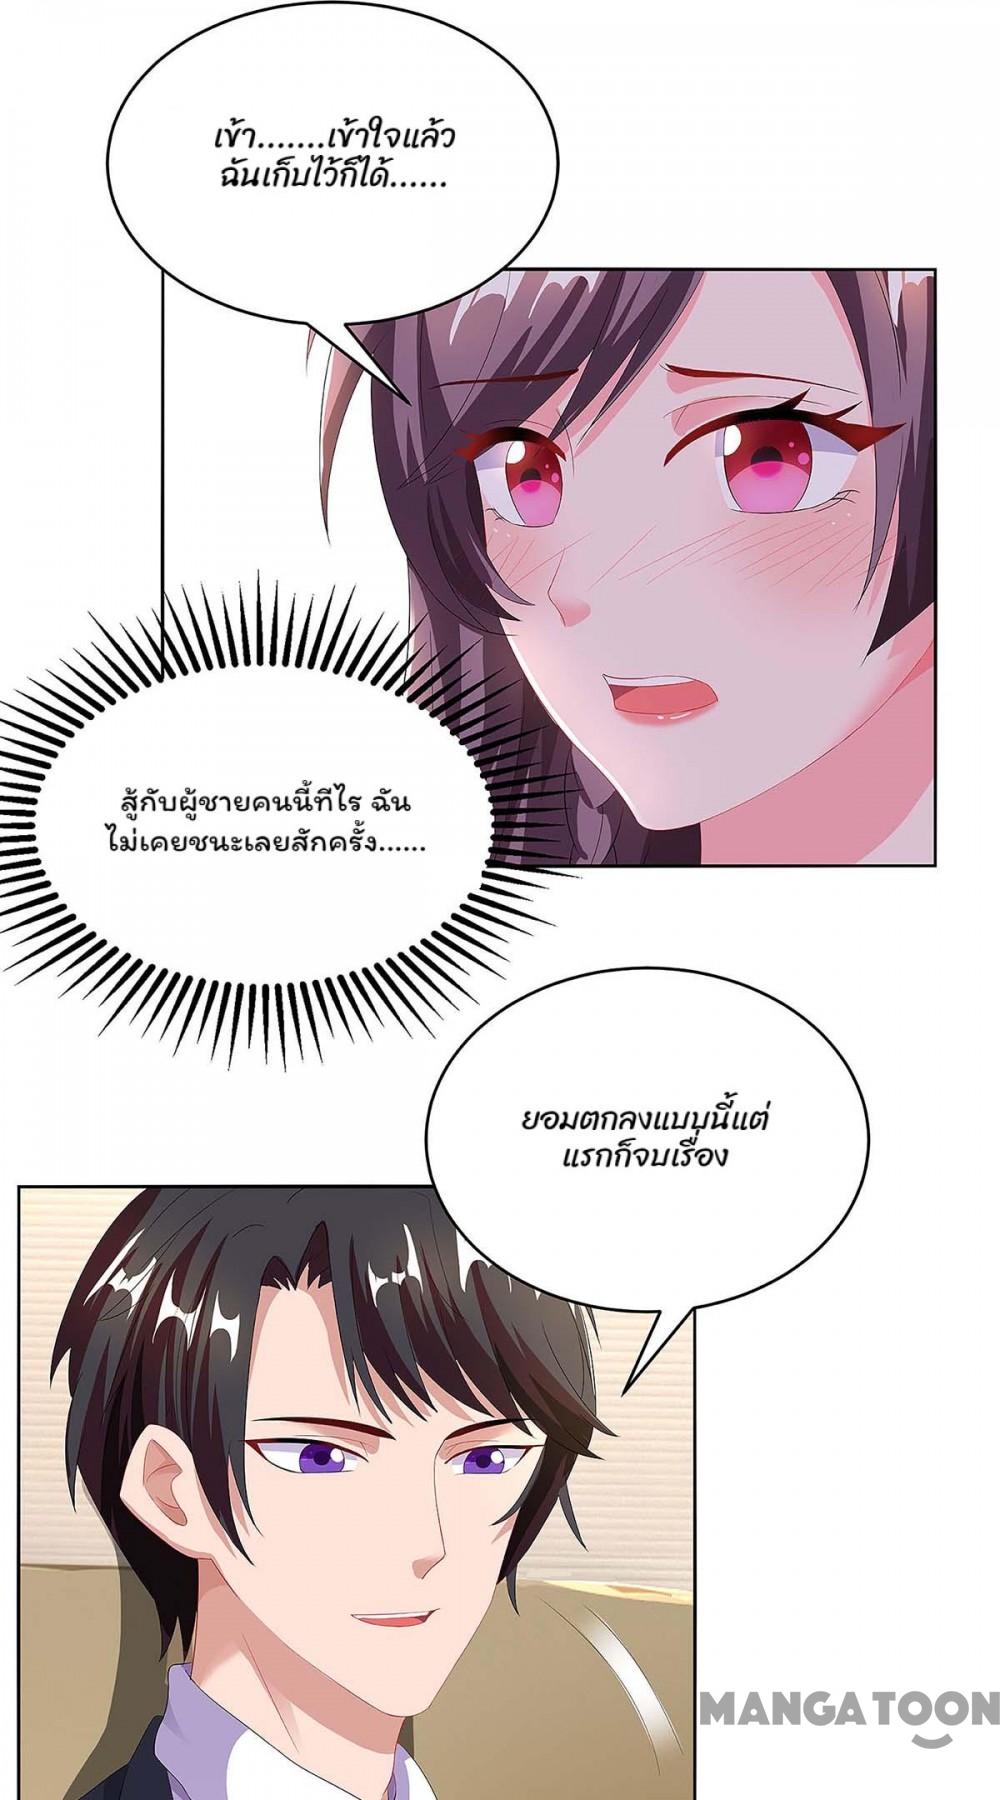 เข้า.......เข้าใจแล้ว
ฉันเก็บไว้ก็ได้......
สู้กับผู้ชายคนนี้ทีไร ฉัน
ไม่เคยชนะเลยสักครั้ง......
ยอมตกลงแบบนี้แต่
แรกก็จบเรื่อง
MANGATOON